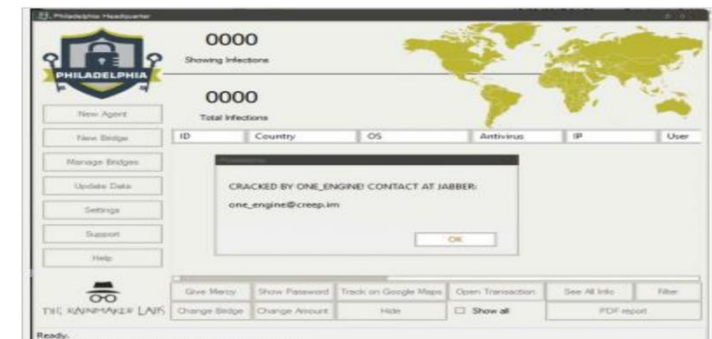 Philadelphia Headquarter
0000
Showing Infections
0000
Total Infections
PHILADELPHIA
New Agent
New Bridge
Manage Bridges
Update Data
Settings
Support
Help
THE RAINMAKER LABS
ID Country OS Antivirus IP User
Philadelphia
CRACKED BY ONE_ENGINE! CONTACT AT JABBER:
one_engine@creep.im
OK
Give Mercy Show Password Track on Google Maps Open Transaction See All Info Filter
Change Bridge Change Amount Hide Show all PDF report
Ready.